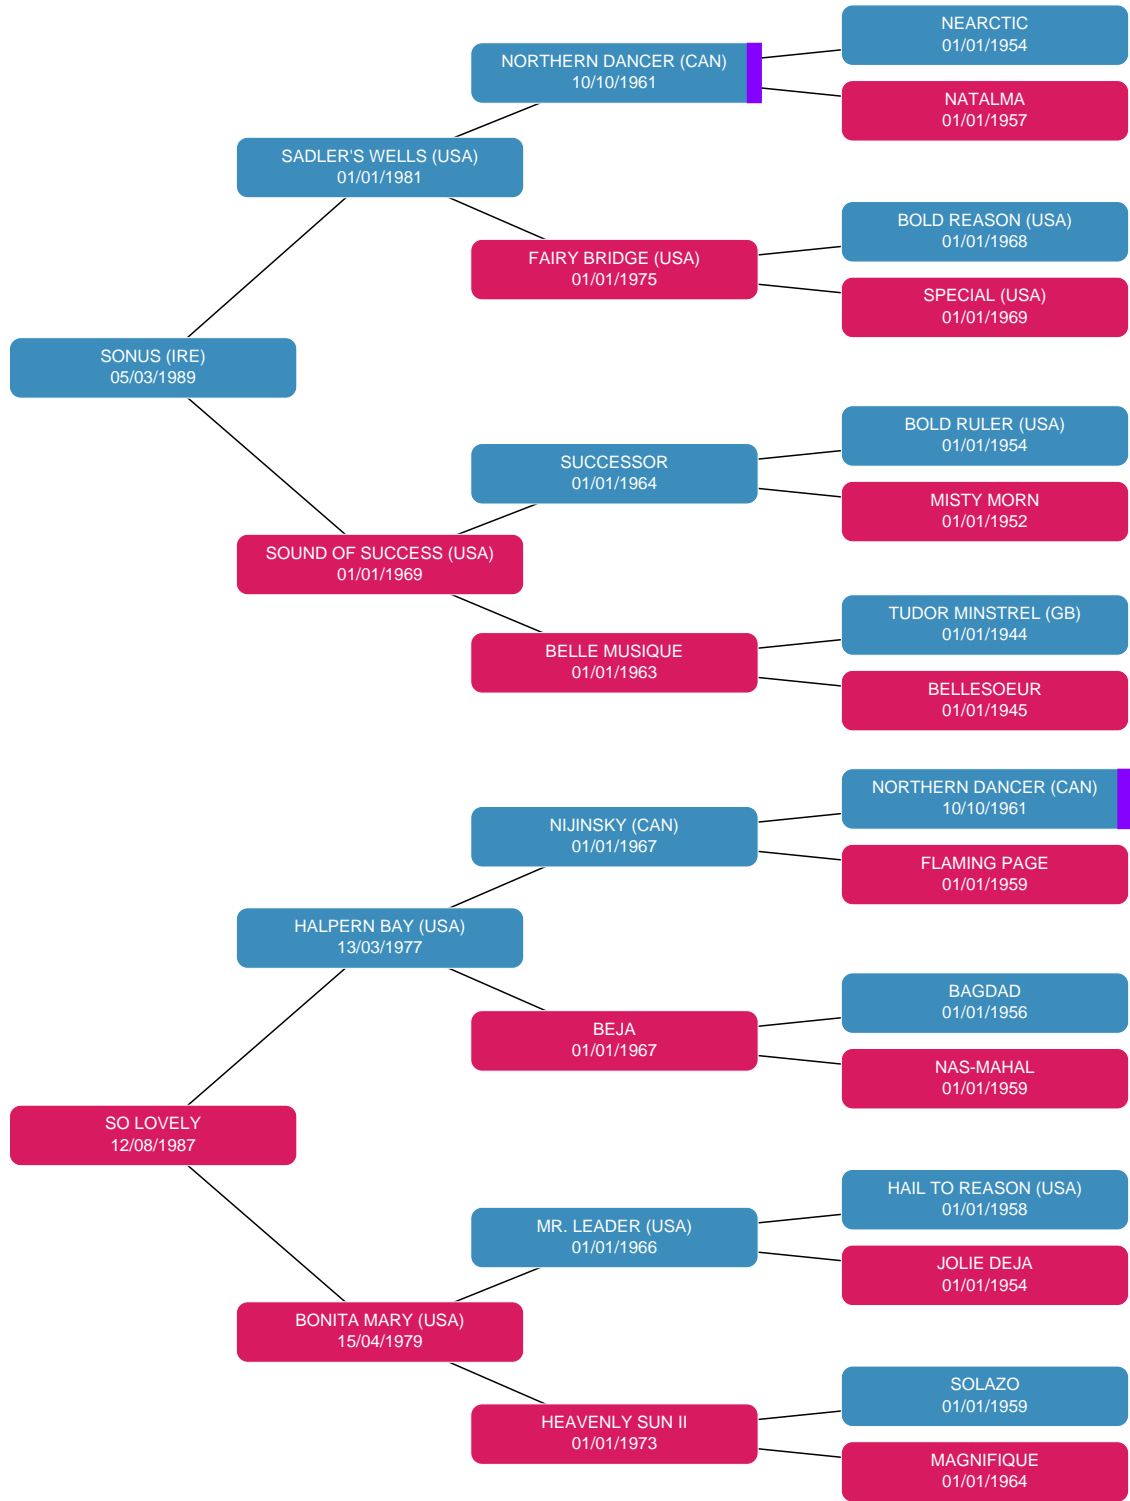 NEARCTIC
01/01/1954
NORTHERN DANCER (CAN)
10/10/1961
NATALMA
01/01/1957
SADLER'S WELLS (USA)
01/01/1981
BOLD REASON (USA)
01/01/1968
FAIRY BRIDGE (USA)
01/01/1975
SPECIAL (USA)
01/01/1969
SONUS (IRE)
05/03/1989
BOLD RULER (USA)
01/01/1954
SUCCESSOR
01/01/1964
MISTY MORN
01/01/1952
SOUND OF SUCCESS (USA)
01/01/1969
TUDOR MINSTREL (GB)
01/01/1944
BELLE MUSIQUE
01/01/1963
BELLESOEUR
01/01/1945
NORTHERN DANCER (CAN)
10/10/1961
NIJINSKY (CAN)
01/01/1967
FLAMING PAGE
01/01/1959
HALPERN BAY (USA)
13/03/1977
BAGDAD
01/01/1956
BEJA
01/01/1967
NAS-MAHAL
01/01/1959
SO LOVELY
12/08/1987
HAIL TO REASON (USA)
01/01/1958
MR. LEADER (USA)
01/01/1966
JOLIE DEJA
01/01/1954
BONITA MARY (USA)
15/04/1979
SOLAZO
01/01/1959
HEAVENLY SUN II
01/01/1973
MAGNIFIQUE
01/01/1964